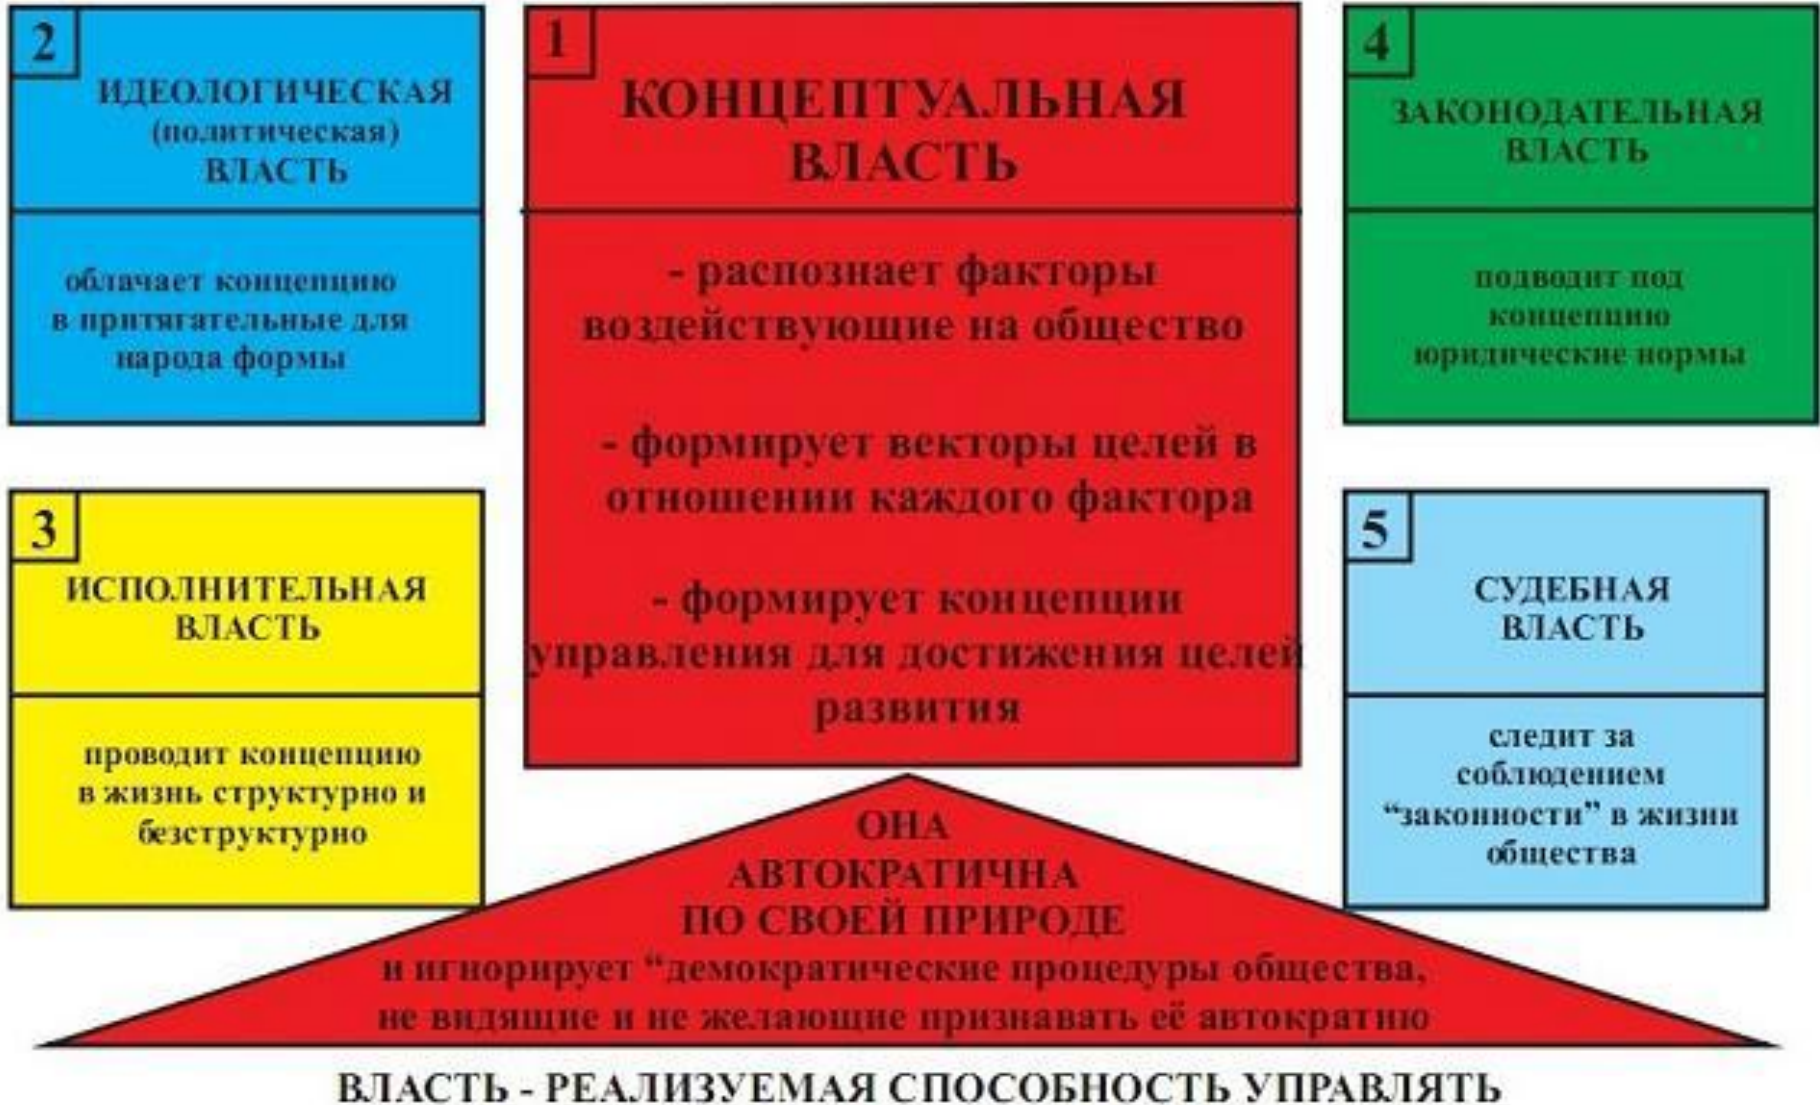 2
ИДЕОЛОГИЧЕСКАЯ
(политическая)
ВЛАСТЬ
облачает концепцию
в притягательные для
народа формы
1
КОНЦЕПТУАЛЬНАЯ
ВЛАСТЬ
- распознает факторы
воздействующие на общество
- формирует векторы целей в
отношении каждого фактора
- формирует концепции
управления для достижения целей
развития
4
ЗАКОНОДАТЕЛЬНАЯ
ВЛАСТЬ
подводит под
концепцию
юридические нормы
3
ИСПОЛНИТЕЛЬНАЯ
ВЛАСТЬ
проводит концепцию
в жизнь структурно и
безструктурно
5
СУДЕБНАЯ
ВЛАСТЬ
следит за
соблюдением
“законности” в жизни
общества
ОНА
АВТОКРАТИЧНА
ПО СВОЕЙ ПРИРОДЕ
и игнорирует “демократические процедуры общества,
не видящие и не желающие признавать её автократию
ВЛАСТЬ - РЕАЛИЗУЕМАЯ СПОСОБНОСТЬ УПРАВЛЯТЬ